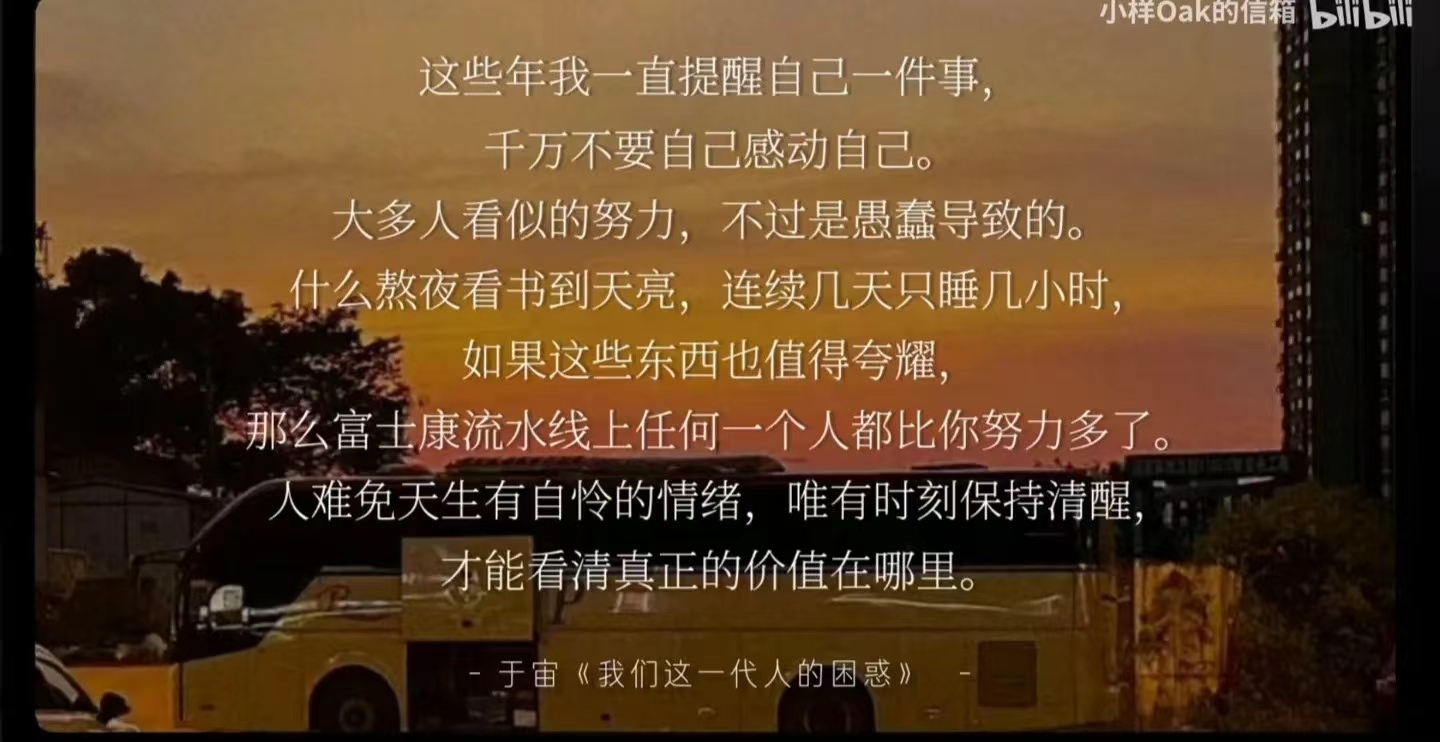 小样Oak的信箱 bilibili
这些年我一直提醒自己一件事，
千万不要自己感动自己。
大多人看似的努力，不过是愚蠢导致的。
什么熬夜看书到天亮，连续几天只睡几小时，
如果这些东西也值得夸耀，
那么富士康流水线上任何一个人都比你努力多了。
人难免天生有自怜的情绪，唯有时刻保持清醒，
才能看清真正的价值在哪里。
- 于宙《我们这一代人的困惑》 -